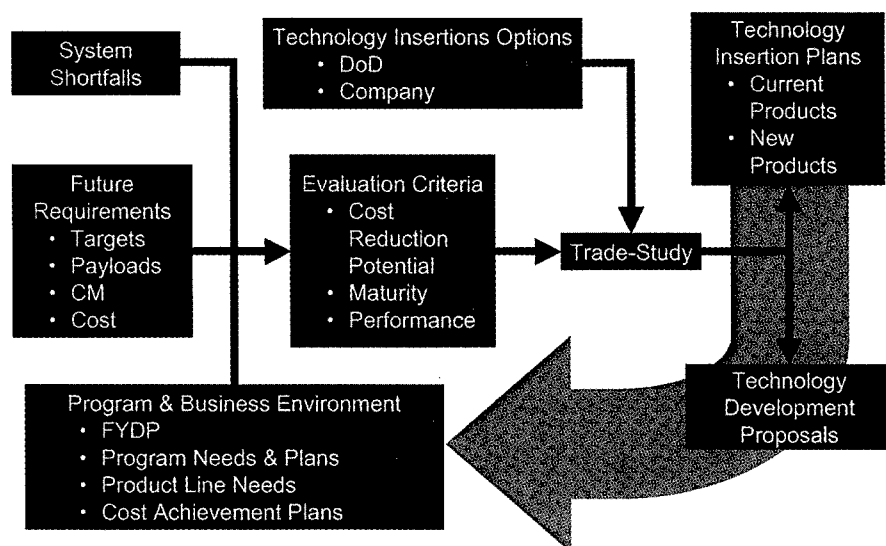 System
Shortfalls
Technology Insertions Options
• DoD
• Company
Technology
Insertion Plans
• Current
Products
• New
Products
Future
Requirements
• Targets
• Payloads
• CM
• Cost
Evaluation Criteria
• Cost
Reduction
Potential
• Maturity
• Performance
Trade-Study
Program & Business Environment
• FYDP
• Program Needs & Plans
• Product Line Needs
• Cost Achievement Plans
Technology
Development
Proposals